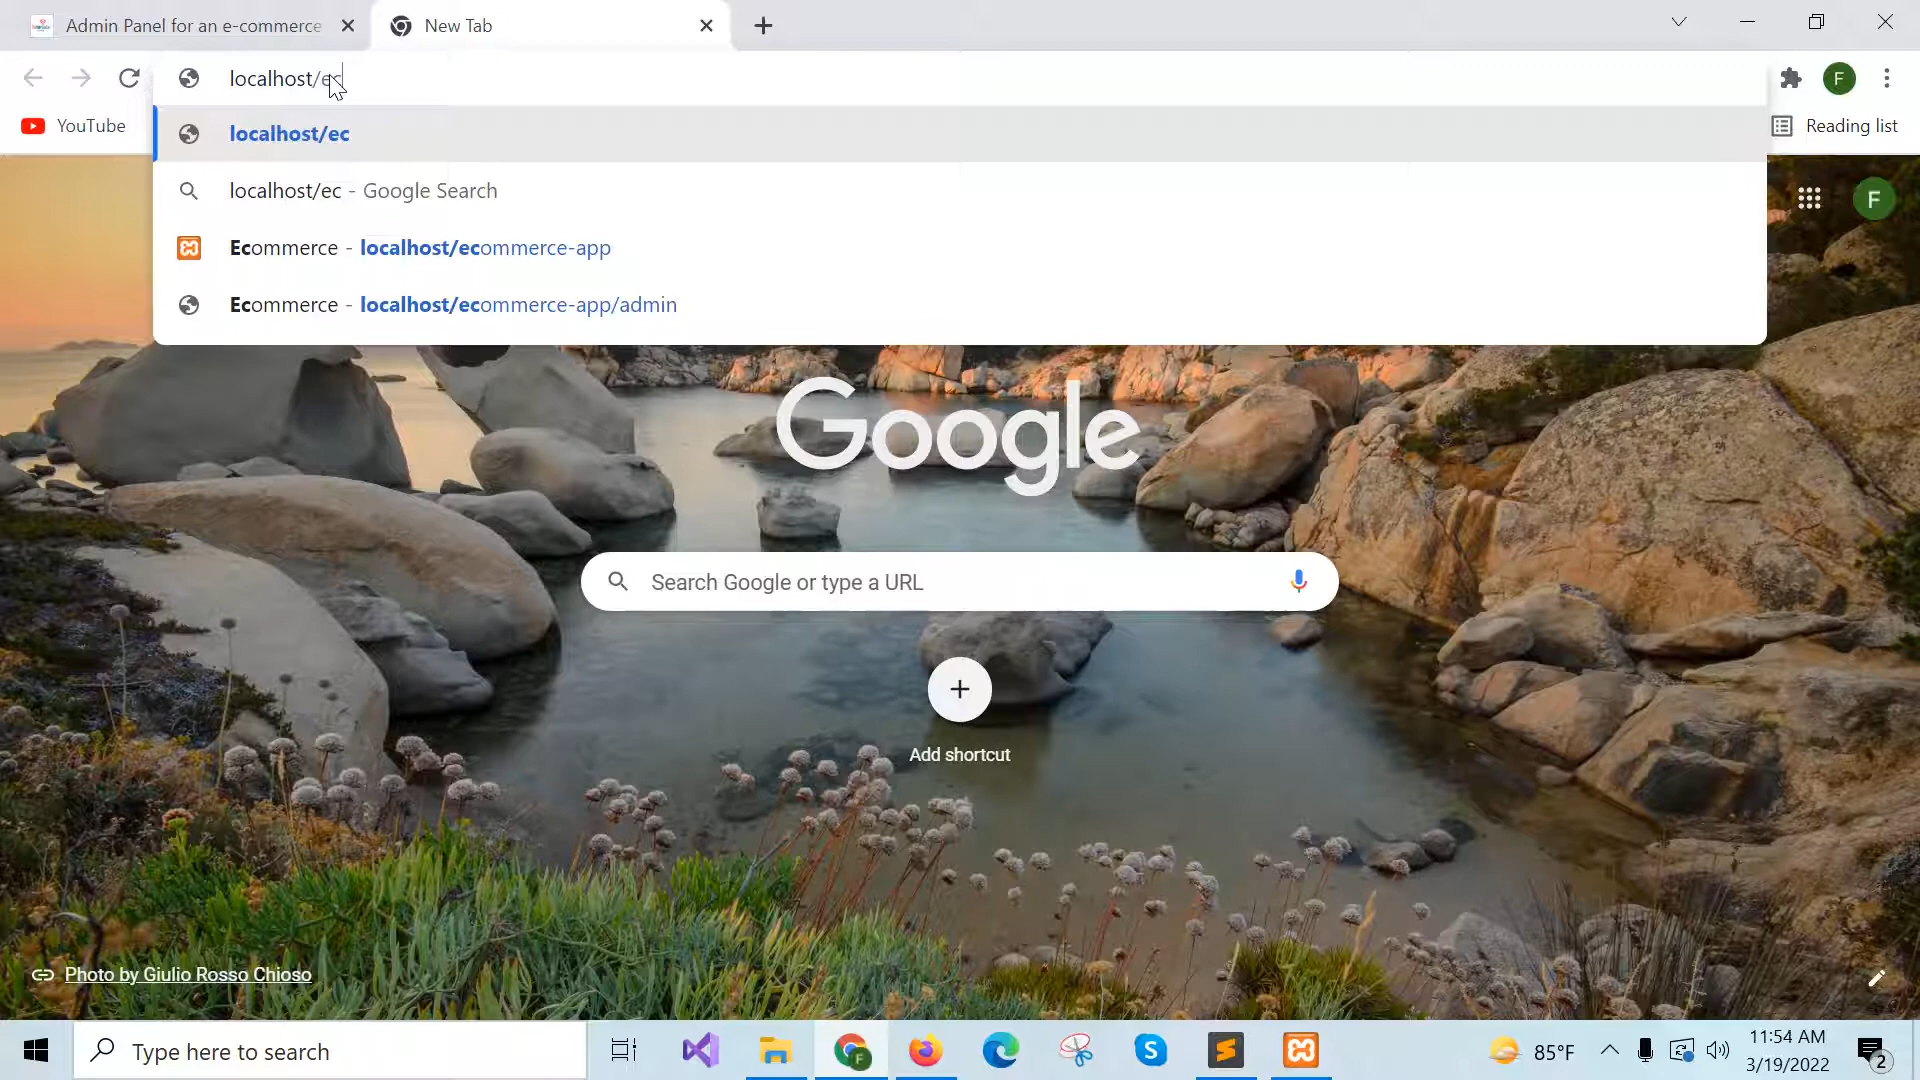 Admin Panel for an e-commerce
New Tab
localhost/ec
YouTube
Reading list
localhost/ec
localhost/ec - Google Search
Ecommerce - localhost/ecommerce-app
Ecommerce - localhost/ecommerce-app/admin
F
F
Google
Search Google or type a URL
Add shortcut
Photo by Giulio Rosso Chioso
Type here to search
F
S
85°F
11:54 AM
3/19/2022
2